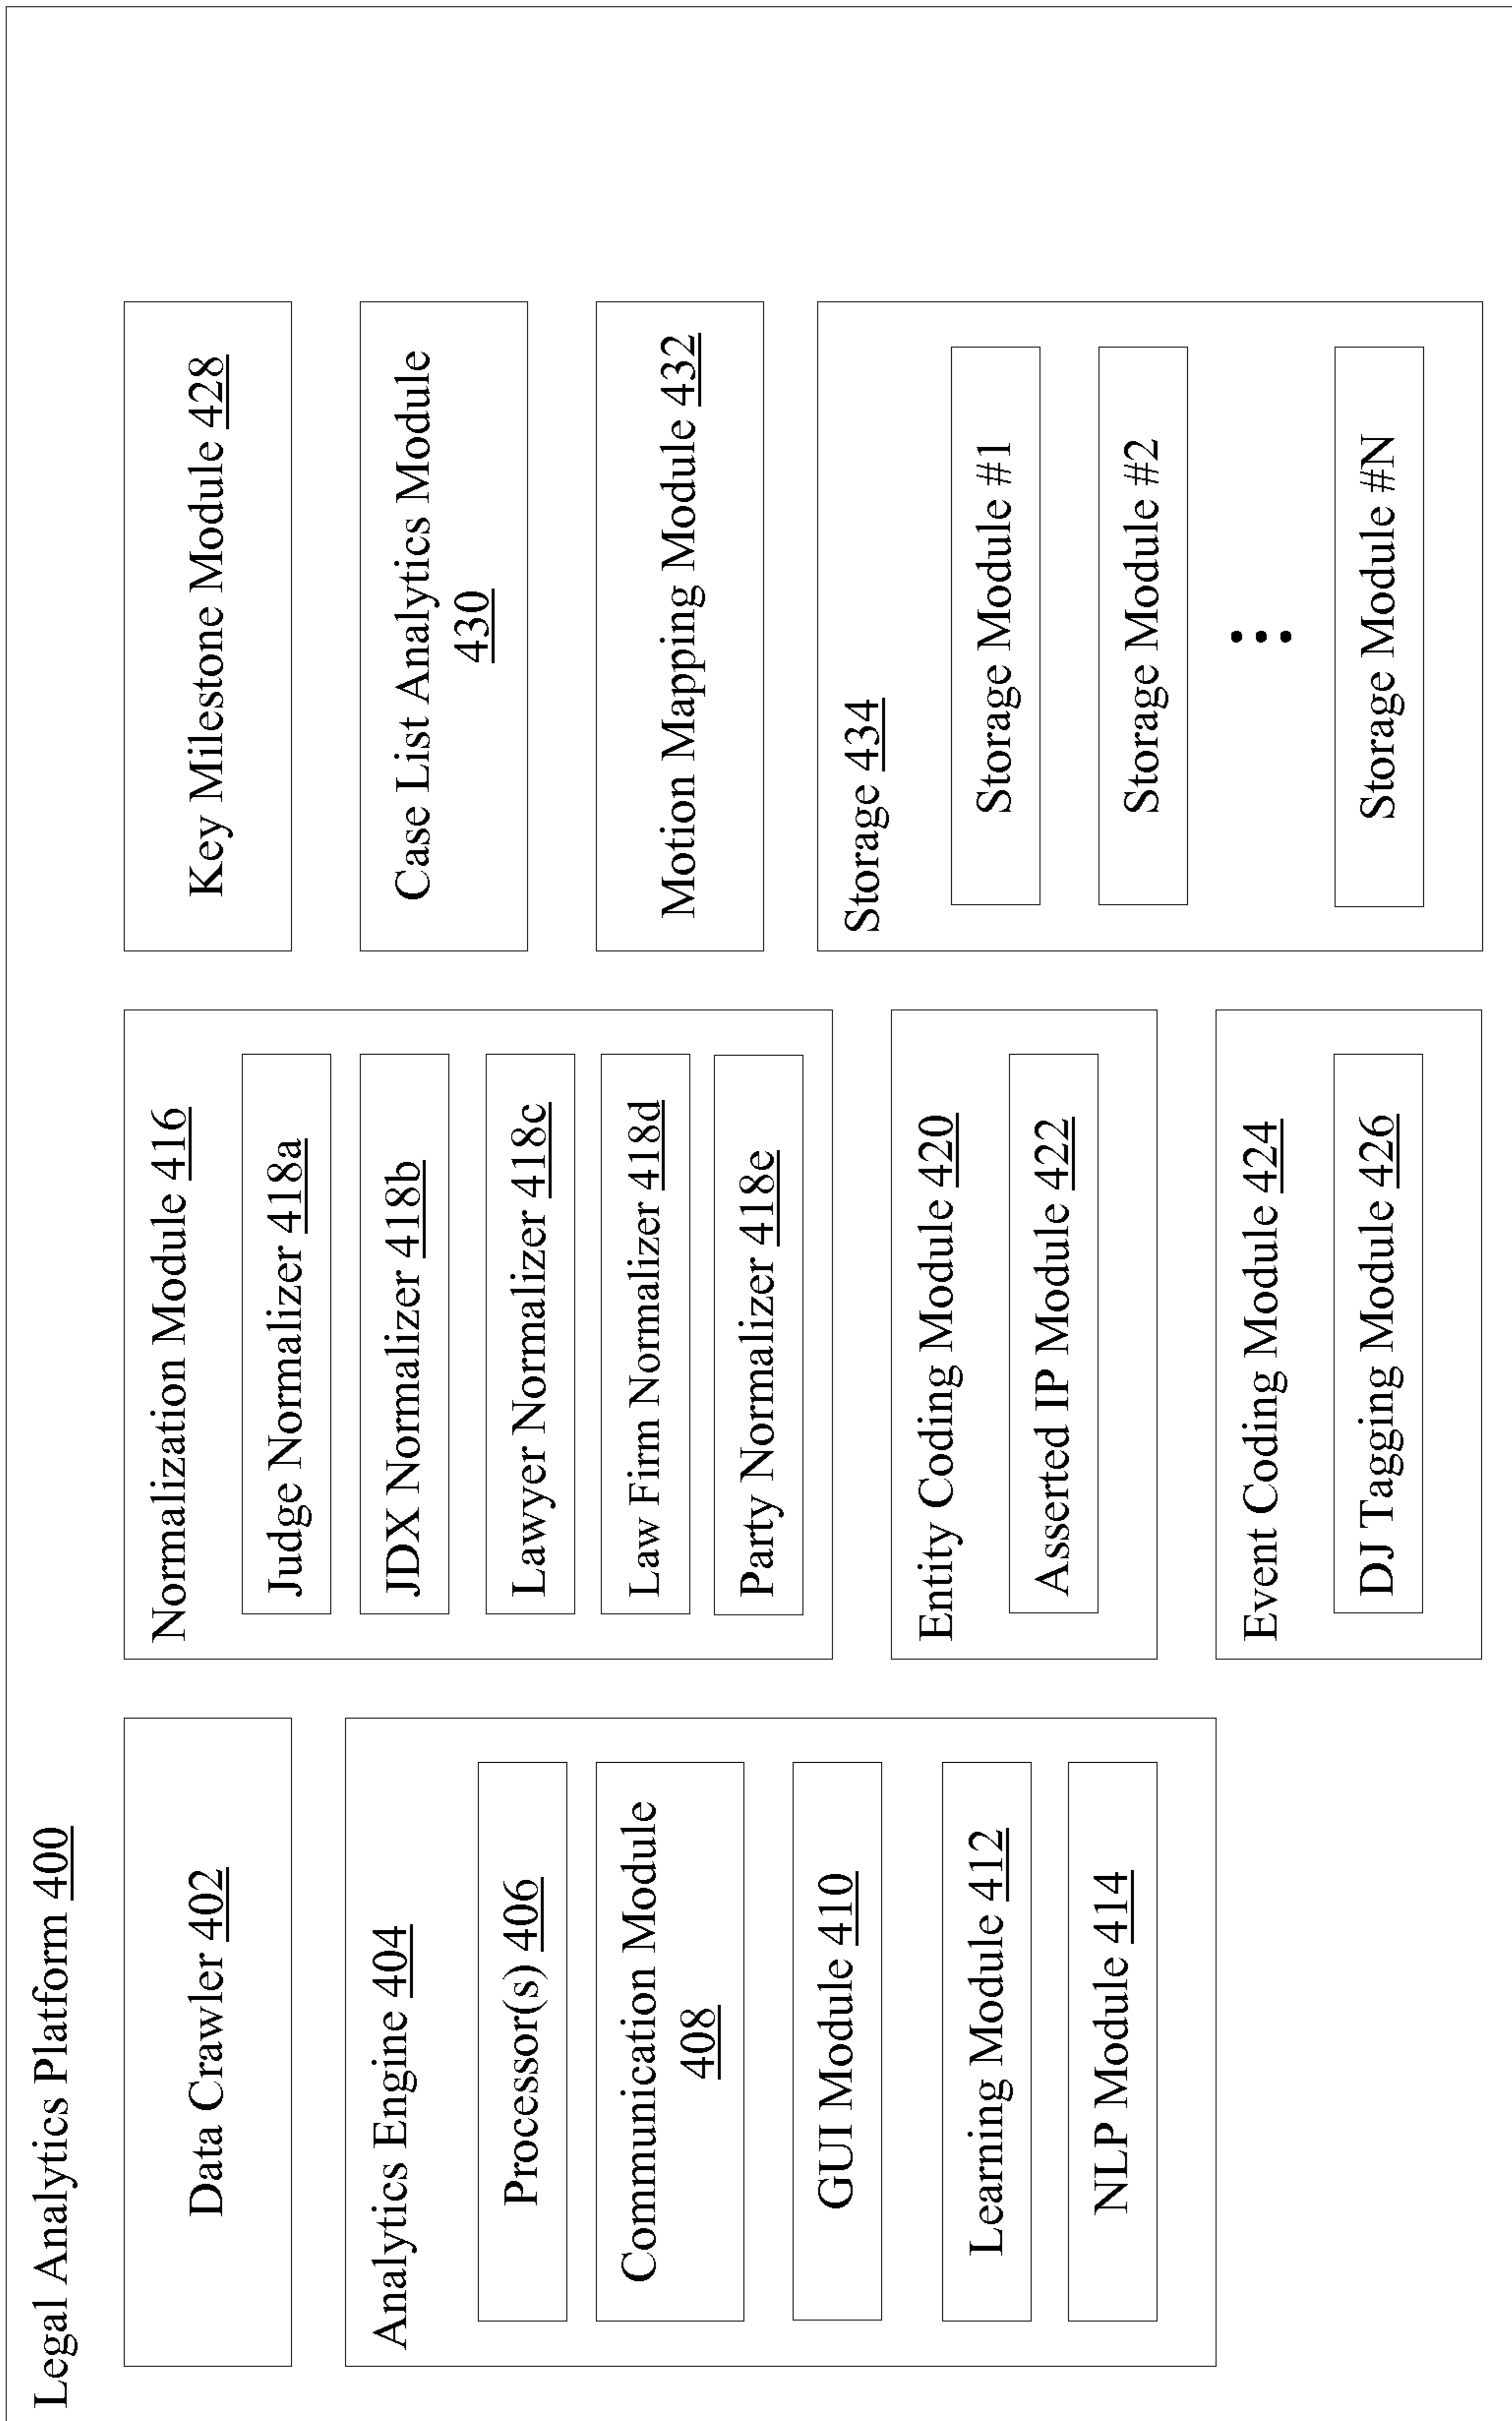 Legal Analytics Platform 400
Data Crawler 402
Analytics Engine 404
Processor(s) 406
Communication Module
408
GUI Module 410
Learning Module 412
NLP Module 414
Normalization Module 416
Judge Normalizer 418a
JDX Normalizer 418b
Lawyer Normalizer 418c
Law Firm Normalizer 418d
Party Normalizer 418e
Entity Coding Module 420
Asserted IP Module 422
Event Coding Module 424
DJ Tagging Module 426
Key Milestone Module 428
Case List Analytics Module
430
Motion Mapping Module 432
Storage 434
Storage Module #1
Storage Module #2
Storage Module #N